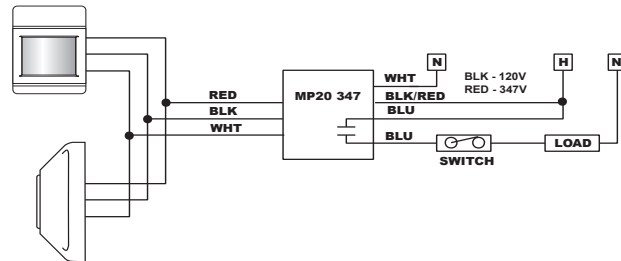 N
H
N
WHT
BLK - 120V
RED - 347V
RED
MP20 347
BLK/RED
BLK
BLU
WHT
BLU
SWITCH
LOAD